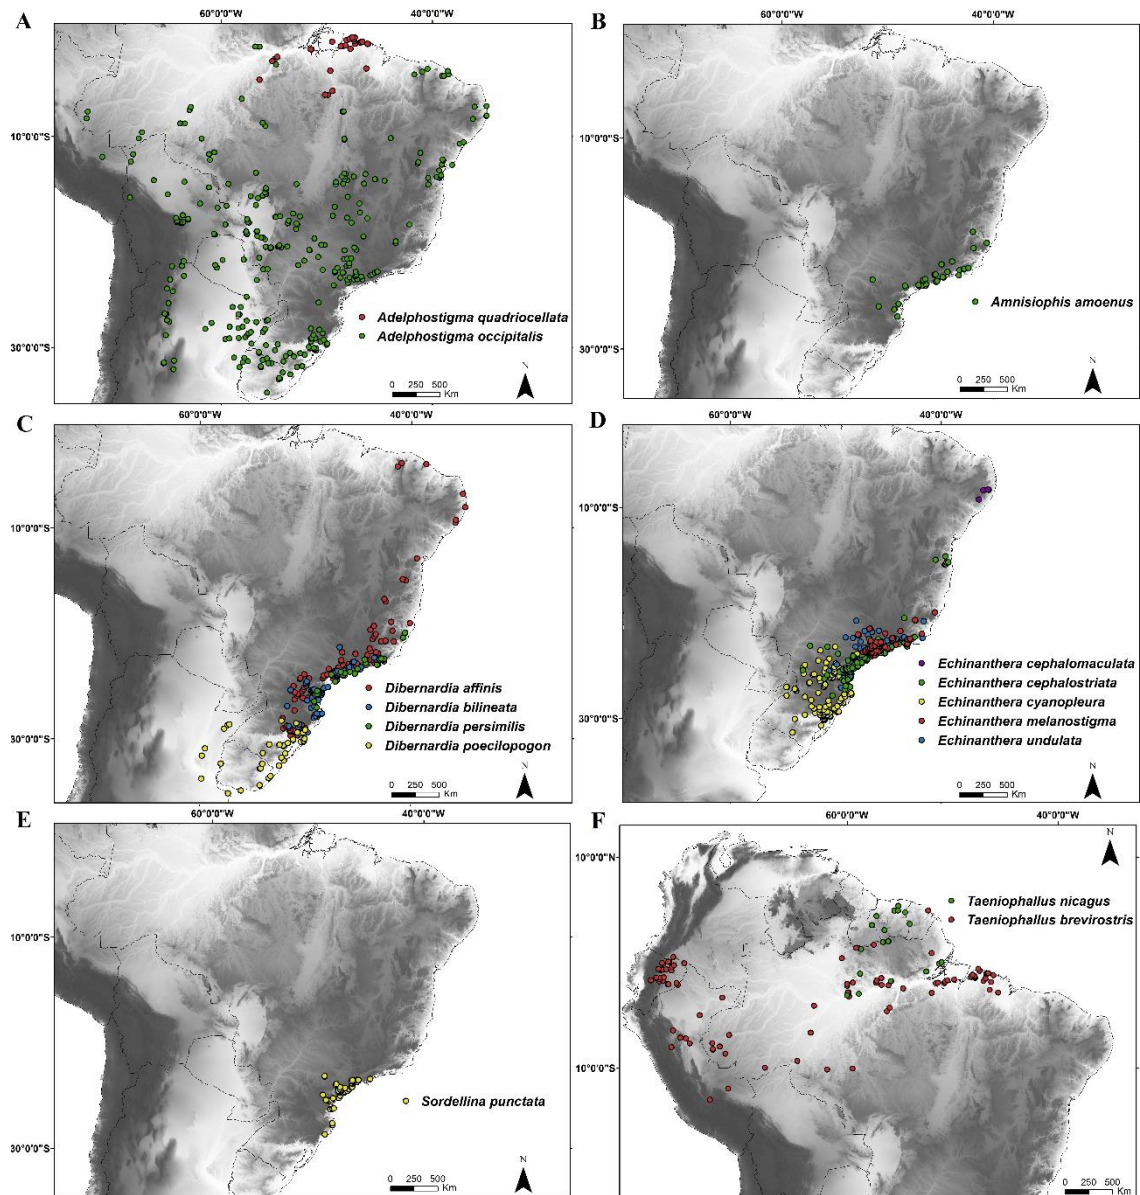 A
60°0'0"W 40°0'0"W
10°0'0"S
30°0'0"S
Adelphostigma quadriocellata
Adelphostigma occipitalis
N
0 250 500
Km
B
60°0'0"W 40°0'0"W
10°0'0"S
30°0'0"S
Amnisiophis amoenus
N
0 250 500
Km
C
60°0'0"W 40°0'0"W
10°0'0"S
30°0'0"S
Dibernardia affinis
Dibernardia bilineata
Dibernardia persimilis
Dibernardia poecilopogon
N
0 250 500
Km
D
60°0'0"W 40°0'0"W
10°0'0"S
30°0'0"S
Echinanthera cephalomaculata
Echinanthera cephalostriata
Echinanthera cyanopleura
Echinanthera melanostigma
Echinanthera undulata
N
0 250 500
Km
E
60°0'0"W 40°0'0"W
10°0'0"S
30°0'0"S
Sordellina punctata
N
0 250 500
Km
F
60°0'0"W 40°0'0"W
10°0'0"N
10°0'0"S
N
Taeniophallus nicagus
Taeniophallus brevirostris
0 250 500
Km